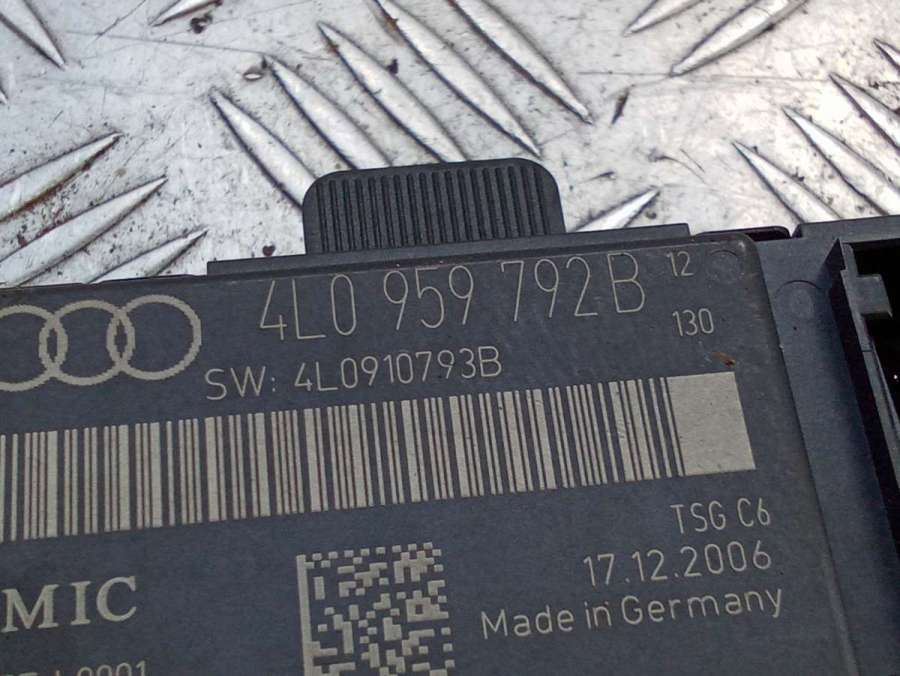 4L0 959 792B 12
130
SW: 4L0910793B
TSG C6
17.12.2006
MIC
Made in Germany